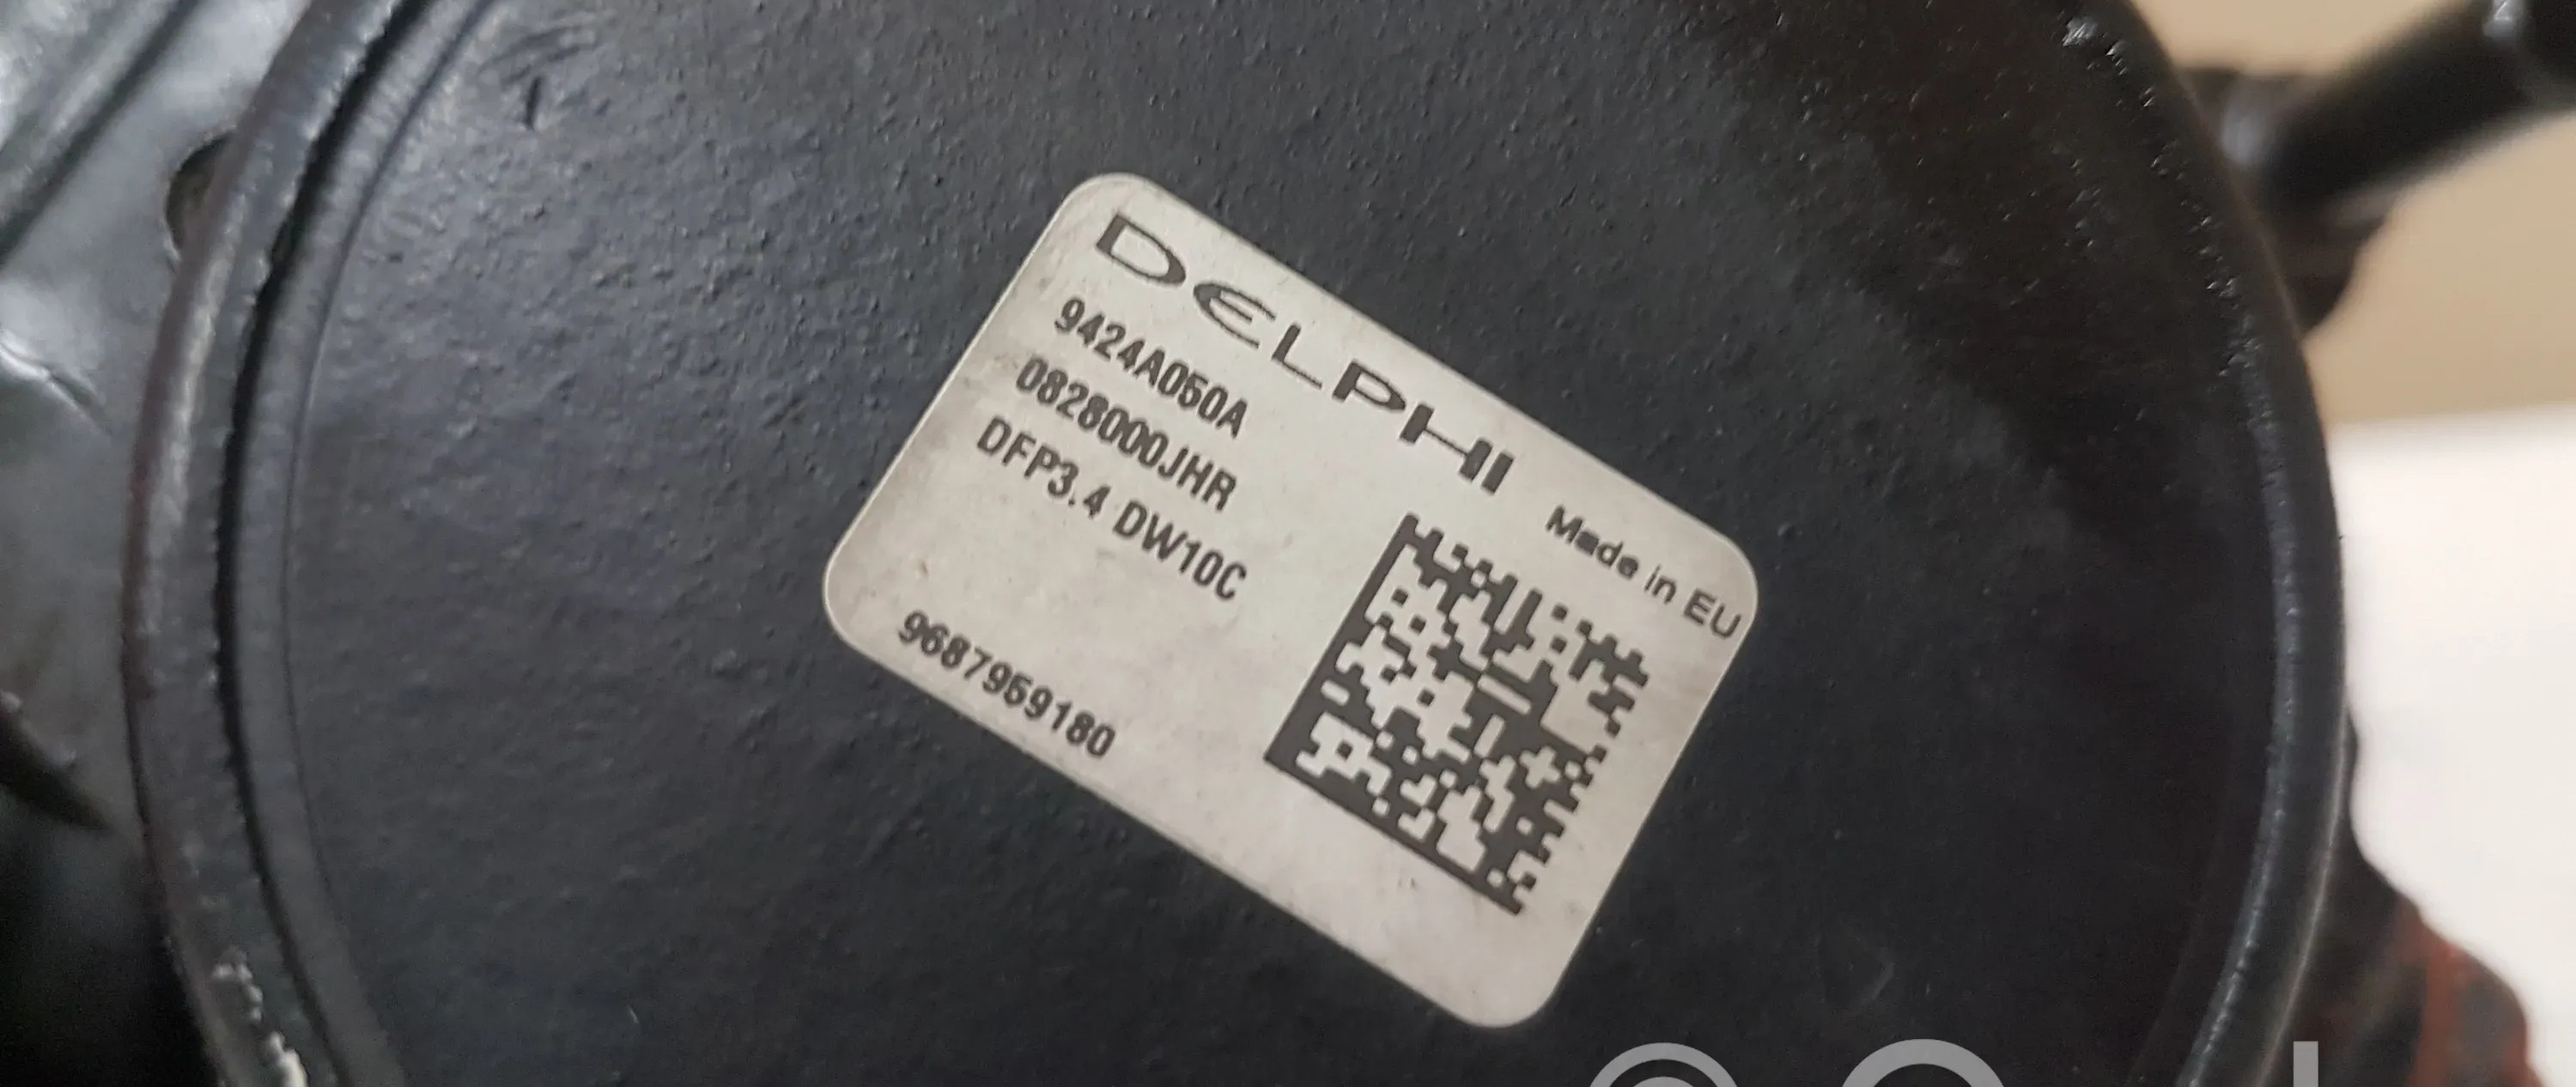 DELPHI
Made in EU
9424A050A
0828000JHR
DFP3.4 DW10C
9687959180